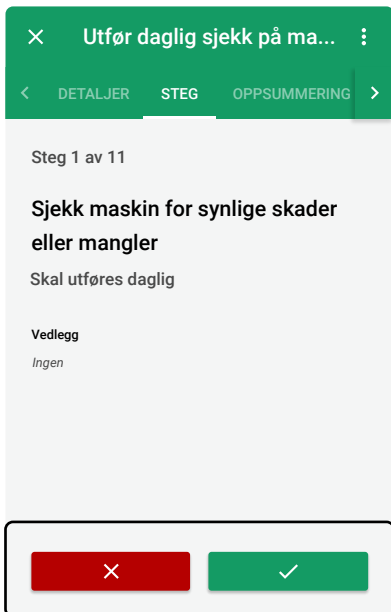 Utfør daglig sjekk på ma...
DETALJER STEG OPPSUMMERING
Steg 1 av 11
Sjekk maskin for synlige skader
eller mangler
Skal utføres daglig
Vedlegg
Ingen